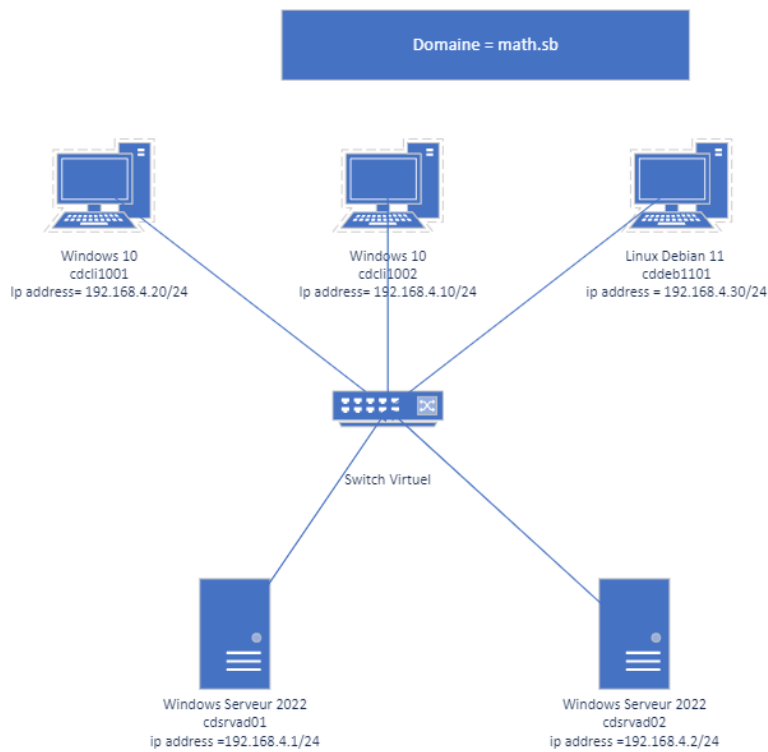 Domaine = math.sb
Windows 10
cdcli1001
Ip address= 192.168.4.20/24
Windows 10
cdcli1002
Ip address= 192.168.4.10/24
Linux Debian 11
cddeb1101
ip address = 192.168.4.30/24
Switch Virtuel
Windows Serveur 2022
cdsrvad01
ip address =192.168.4.1/24
Windows Serveur 2022
cdsrvad02
ip address =192.168.4.2/24